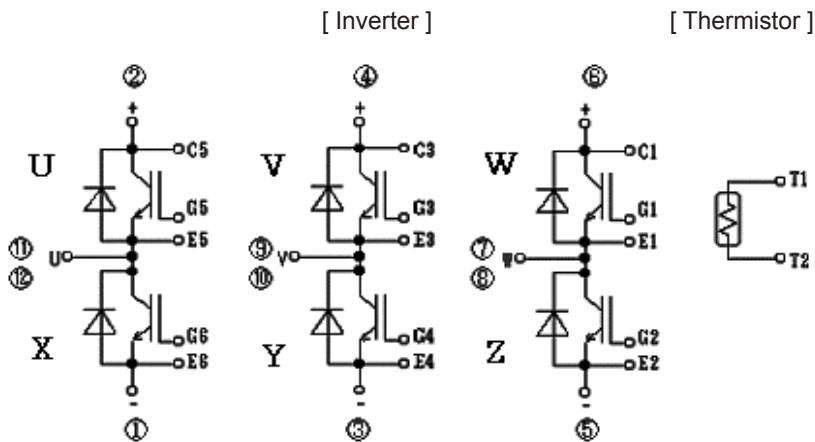 [ Inverter ] [ Thermistor ]
② ④ ⑥
+ + +
C5 C3 C1
U V W
G5 G3 G1 T1
E5 E3 E1
⑪ U ⑨ V ⑦ W T2
⑫ ⑩ ⑧
G6 G4 G2
X Y Z
E6 E4 E2
- - -
① ③ ⑤